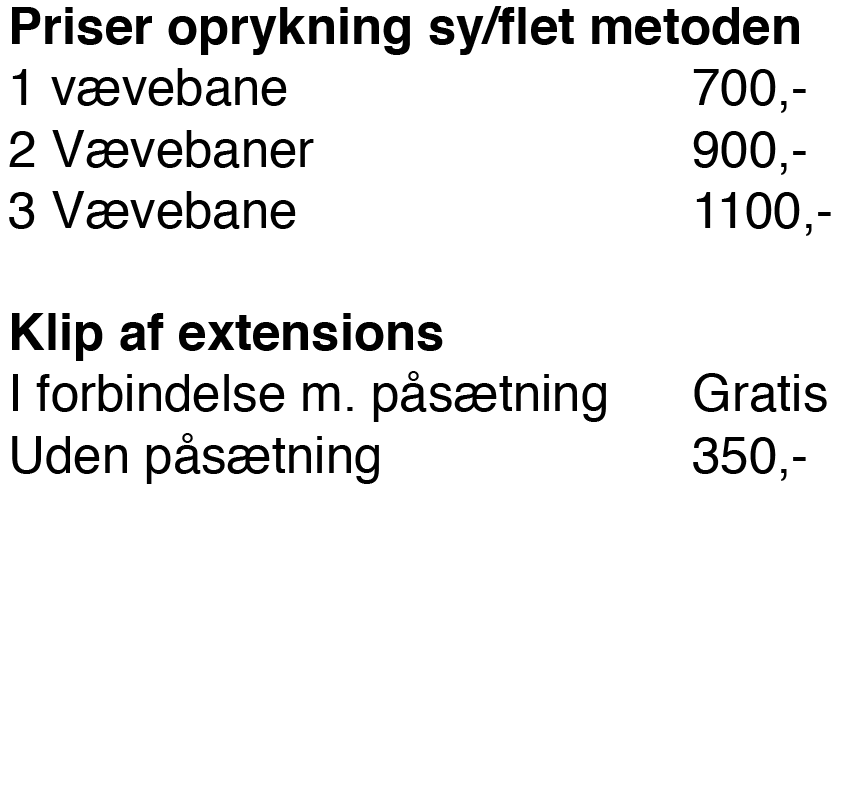 Priser oprykning sy/flet metoden
1 vævebane 700,-
2 Vævebaner 900,-
3 Vævebane 1100,-
Klip af extensions
I forbindelse m. påsætning Gratis
Uden påsætning 350,-